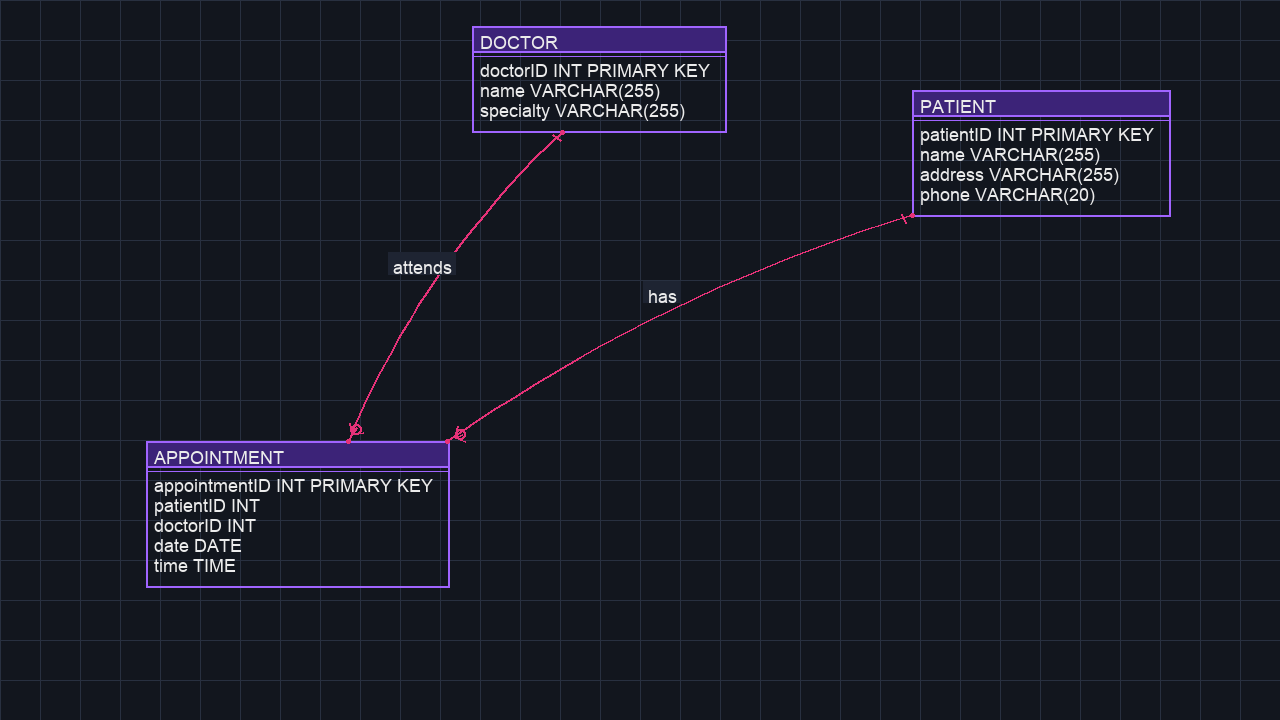 DOCTOR
doctorID INT PRIMARY KEY
name VARCHAR(255)
specialty VARCHAR(255)
PATIENT
patientID INT PRIMARY KEY
name VARCHAR(255)
address VARCHAR(255)
phone VARCHAR(20)
attends
has
APPOINTMENT
appointmentID INT PRIMARY KEY
patientID INT
doctorID INT
date DATE
time TIME